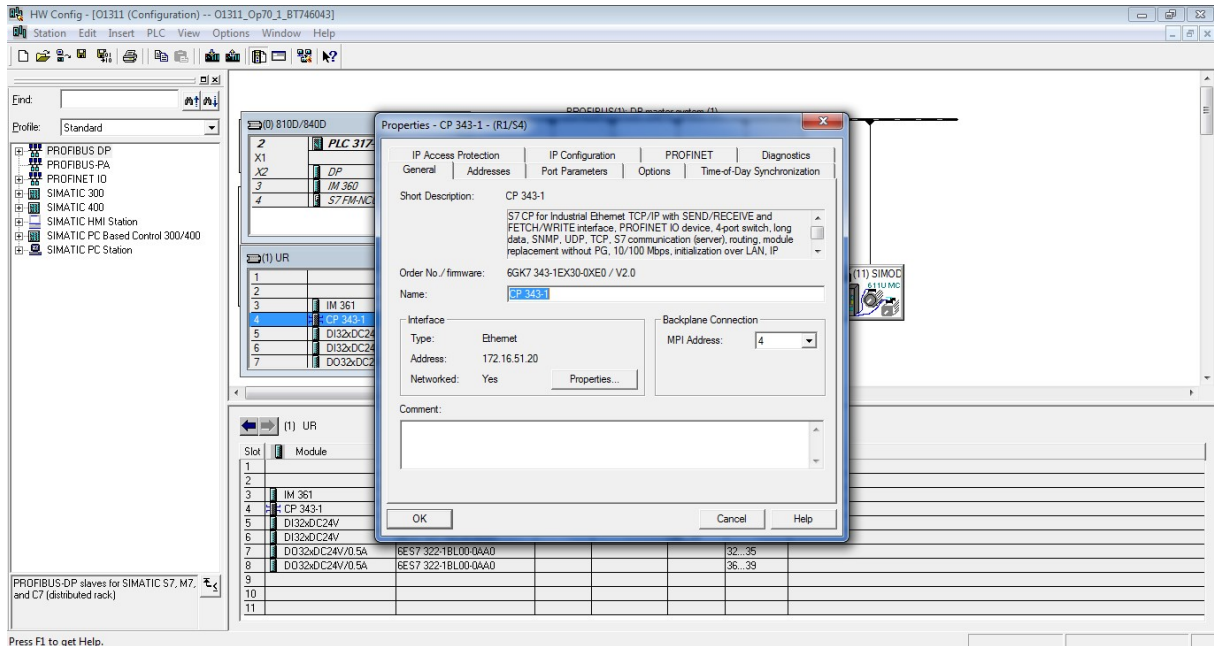 HW Config - [O1311 (Configuration) -- O1311_Op70_1_BT746043]
Station Edit Insert PLC View Options Window Help
Find:
Profile: Standard
PROFIBUS DP
PROFIBUS-PA
PROFINET IO
SIMATIC 300
SIMATIC 400
SIMATIC HMI Station
SIMATIC PC Based Control 300/400
SIMATIC PC Station
PROFIBUS-DP slaves for SIMATIC S7, M7, and C7 (distributed rack)
PROFIBUS(1): DP master system (1)
(0) 810D/840D
2 PLC 317-
X1
X2 DP
3 IM 360
4 S7 FM-NCU
(1) UR
1
2
3 IM 361
4 CP 343-1
5 DI32xDC24
6 DI32xDC24
7 DO32xDC2
(11) SIMOD
611U MC
Properties - CP 343-1 - (R1/S4)
IP Access Protection IP Configuration PROFINET Diagnostics
General Addresses Port Parameters Options Time-of-Day Synchronization
Short Description: CP 343-1
S7 CP for Industrial Ethernet TCP/IP with SEND/RECEIVE and
FETCH/WRITE interface, PROFINET IO device, 4-port switch, long
data, SNMP, UDP, TCP, S7 communication (server), routing, module
replacement without PG, 10/100 Mbps, initialization over LAN, IP
Order No./ firmware: 6GK7 343-1EX30-0XE0 / V2.0
Name: CP 343-1
Interface
Type: Ethernet
Address: 172.16.51.20
Networked: Yes Properties...
Backplane Connection
MPI Address: 4
Comment:
OK Cancel Help
(1) UR
Slot Module
1
2
3 IM 361
4 CP 343-1
5 DI32xDC24V
6 DI32xDC24V
7 DO32xDC24V/0.5A 6ES7 322-1BL00-0AA0 32...35
8 DO32xDC24V/0.5A 6ES7 322-1BL00-0AA0 36...39
9
10
11
Press F1 to get Help.